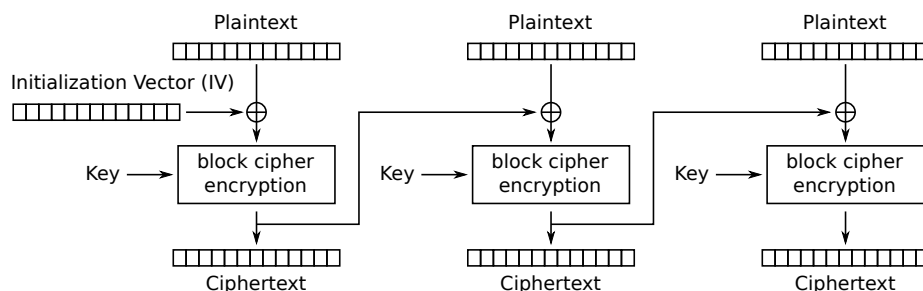 Plaintext Plaintext Plaintext
Initialization Vector (IV)
Key block cipher encryption Key block cipher encryption Key block cipher encryption
Ciphertext Ciphertext Ciphertext